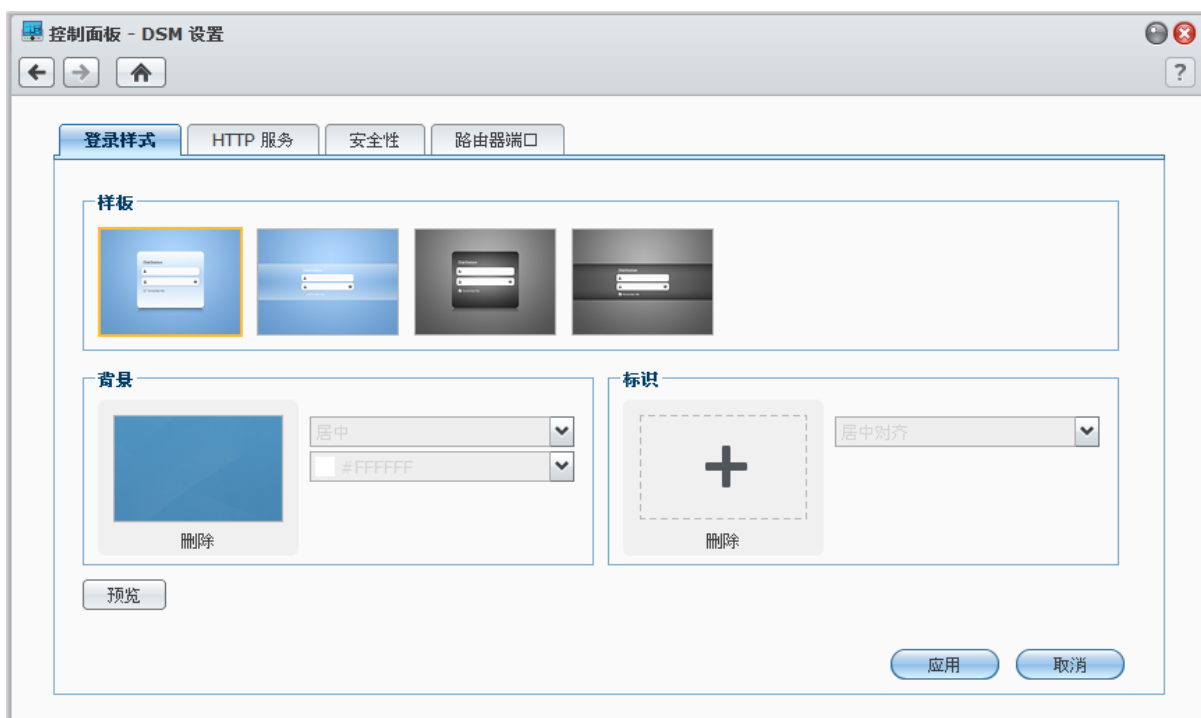 控制面板 - DSM 设置
?
登录样式 HTTP 服务 安全性 路由器端口
样板
背景 标识
居中 居中对齐
#FFFFFF
删除 删除
预览
应用 取消